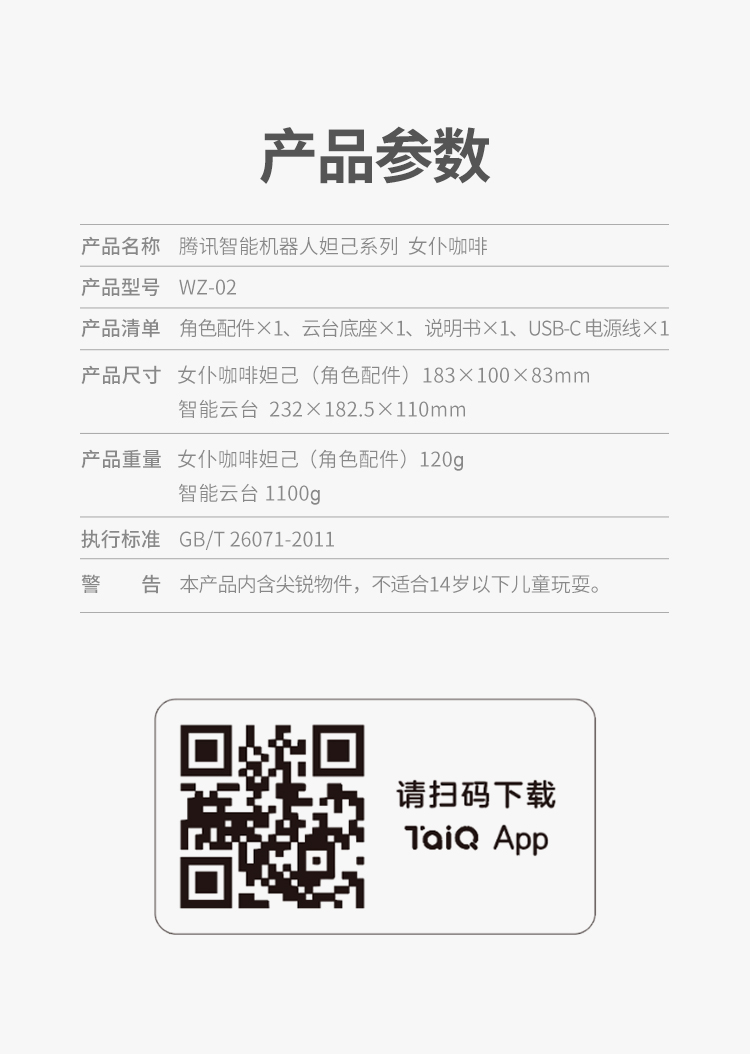 产品参数
产品名称 腾讯智能机器人妲己系列 女仆咖啡
产品型号 WZ-02
产品清单 角色配件×1、云台底座×1、说明书×1、USB-C 电源线×1
产品尺寸 女仆咖啡妲己（角色配件）183×100×83mm
智能云台 232×182.5×110mm
产品重量 女仆咖啡妲己（角色配件）120g
智能云台 1100g
执行标准 GB/T 26071-2011
警 告 本产品内含尖锐物件，不适合14岁以下儿童玩耍。
请扫码下载
TaiQ App